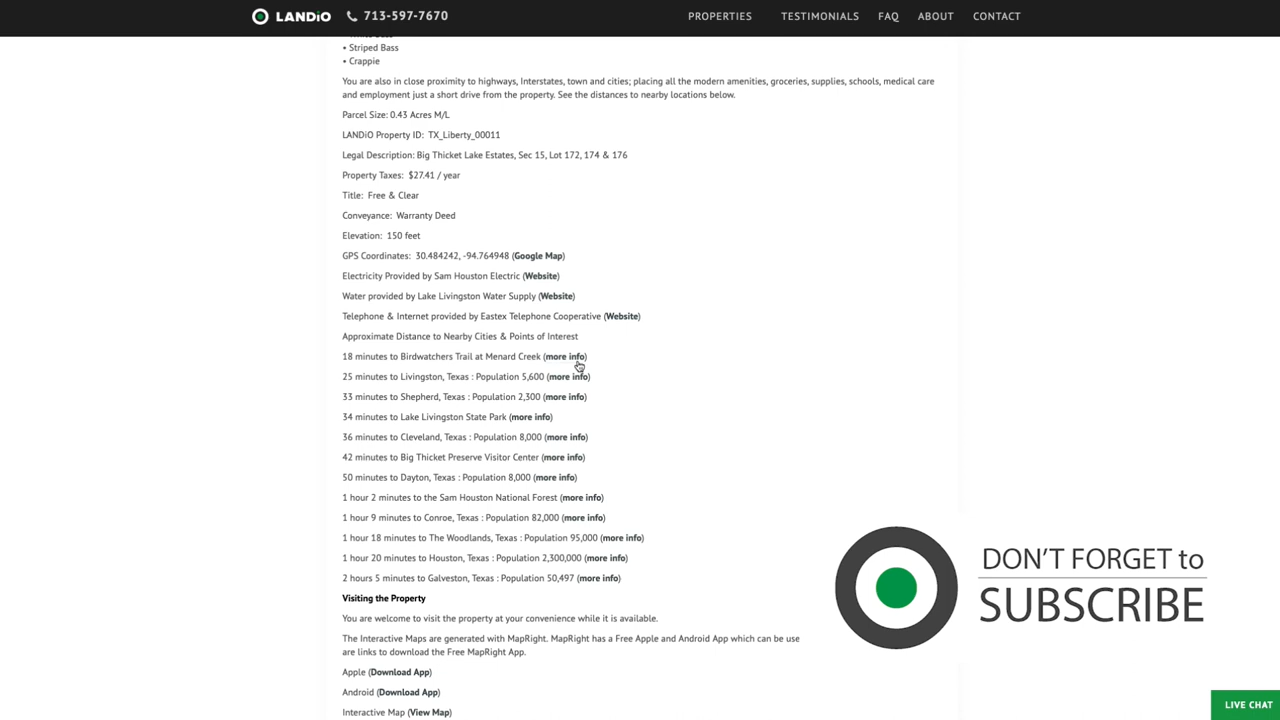 LANDiO 713-597-7670 PROPERTIES TESTIMONIALS FAQ ABOUT CONTACT
• Striped Bass
• Crappie
You are also in close proximity to highways, Interstates, town and cities; placing all the modern amenities, groceries, supplies, schools, medical care
and employment just a short drive from the property. See the distances to nearby locations below.
Parcel Size: 0.43 Acres M/L
LANDiO Property ID: TX_Liberty_00011
Legal Description: Big Thicket Lake Estates, Sec 15, Lot 172, 174 & 176
Property Taxes: $27.41 / year
Title: Free & Clear
Conveyance: Warranty Deed
Elevation: 150 feet
GPS Coordinates: 30.484242, -94.764948 (Google Map)
Electricity Provided by Sam Houston Electric (Website)
Water provided by Lake Livingston Water Supply (Website)
Telephone & Internet provided by Eastex Telephone Cooperative (Website)
Approximate Distance to Nearby Cities & Points of Interest
18 minutes to Birdwatchers Trail at Menard Creek (more info)
25 minutes to Livingston, Texas : Population 5,600 (more info)
33 minutes to Shepherd, Texas : Population 2,300 (more info)
34 minutes to Lake Livingston State Park (more info)
36 minutes to Cleveland, Texas : Population 8,000 (more info)
42 minutes to Big Thicket Preserve Visitor Center (more info)
50 minutes to Dayton, Texas : Population 8,000 (more info)
1 hour 2 minutes to the Sam Houston National Forest (more info)
1 hour 9 minutes to Conroe, Texas : Population 82,000 (more info)
1 hour 18 minutes to The Woodlands, Texas : Population 95,000 (more info)
1 hour 20 minutes to Houston, Texas : Population 2,300,000 (more info)
2 hours 5 minutes to Galveston, Texas : Population 50,497 (more info)
Visiting the Property
You are welcome to visit the property at your convenience while it is available.
The Interactive Maps are generated with MapRight. MapRight has a Free Apple and Android App which can be use
are links to download the Free MapRight App.
Apple (Download App)
Android (Download App)
Interactive Map (View Map)
DON'T FORGET to
SUBSCRIBE
LIVE CHAT